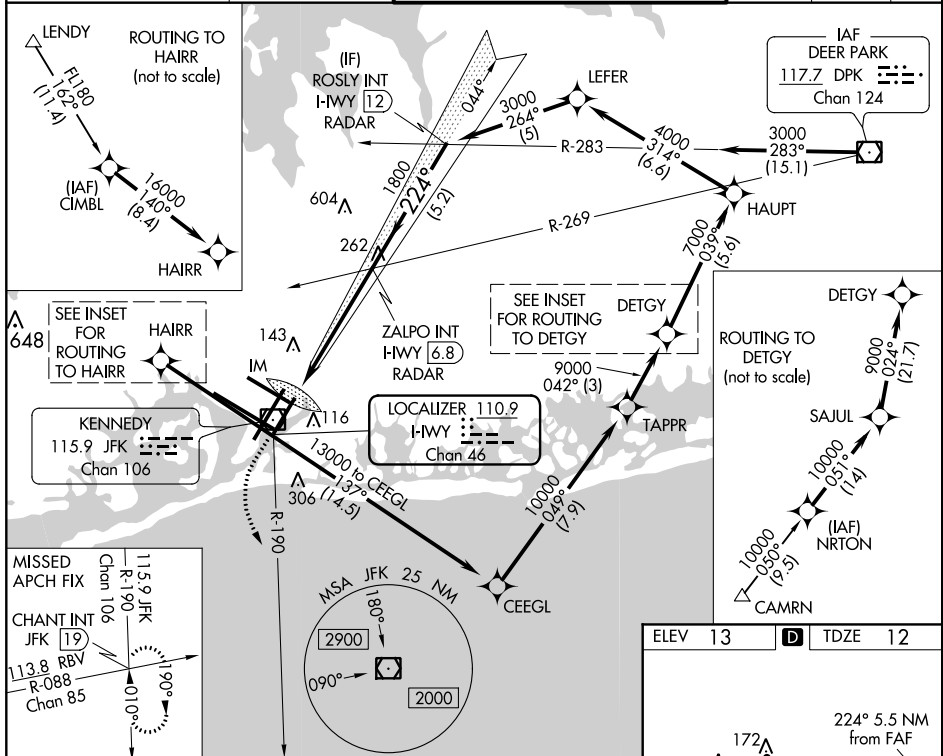 LENDY
FL180
162°
(11.4)
ROUTING TO
HAIRR
(not to scale)
(IAF)
CIMBL
16000
140°
(8.4)
HAIRR
(IF)
ROSLY INT
I-IWY 12
RADAR
044°
LEFER
3000
264°
(5)
IAF
DEER PARK
117.7 DPK
Chan 124
R-283
3000
283°
(15.1)
4000
314°
(6.6)
HAUPT
R-269
1800
224°
(5.2)
604
262
7000
039°
(5.6)
SEE INSET
FOR
ROUTING
TO HAIRR
HAIRR
648
143
IM
ZALPO INT
I-IWY 6.8
RADAR
SEE INSET
FOR ROUTING
TO DETGY
DETGY
9000
042° (3)
TAPPR
ROUTING TO
DETGY
(not to scale)
DETGY
9000
024°
(21.7)
SAJUL
10000
051°
(14)
(IAF)
NRTON
10000
050°
(9.5)
CAMRN
KENNEDY
115.9 JFK
Chan 106
116
LOCALIZER 110.9
I-IWY
Chan 46
13000 to CEEGL
137°
(14.5)
306
R-190
10000
049°
(7.9)
CEEGL
MISSED
APCH FIX
115.9 JFK
R-190
Chan 106
CHANT INT
JFK 19
113.8 RBV
R-088
Chan 85
190°
010°
MSA JFK 25 NM
180°
2900
090°
2000
ELEV 13 D TDZE 12
172
224° 5.5 NM
from FAF